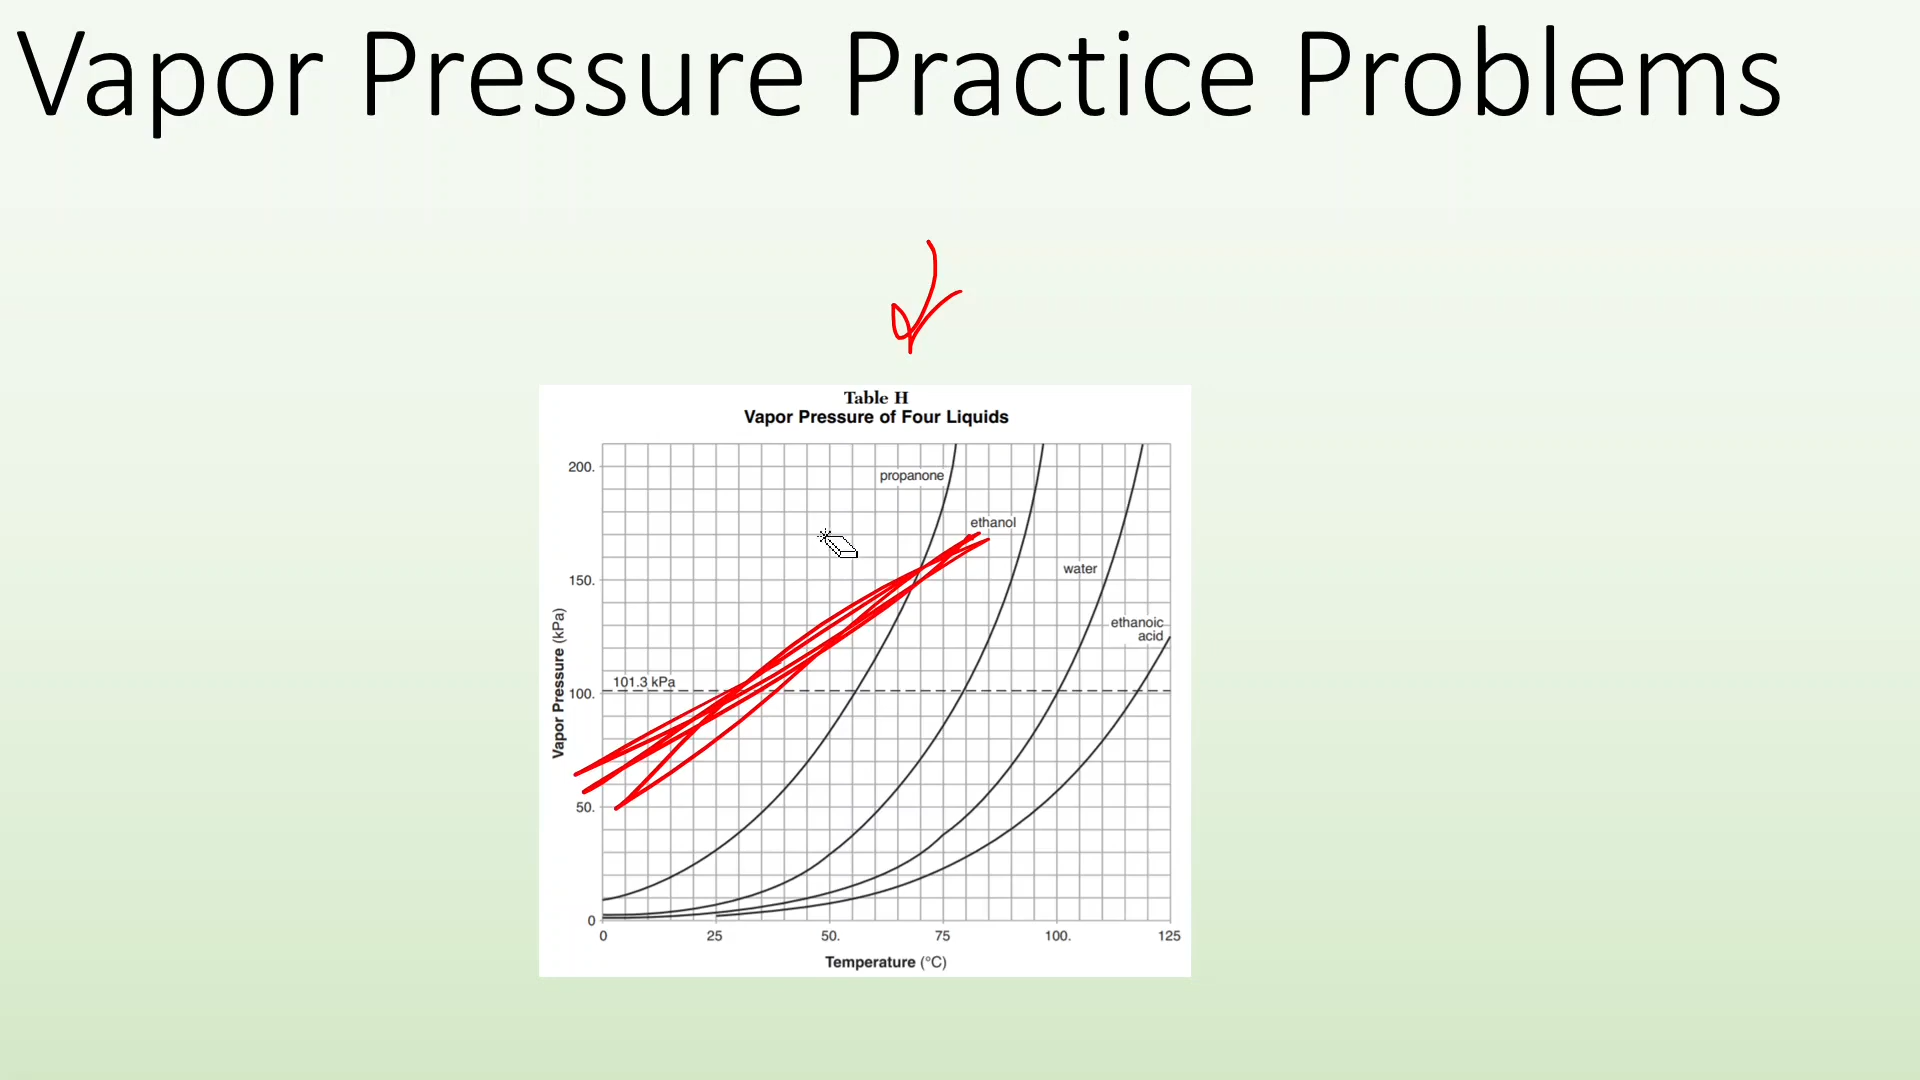 Vapor Pressure Practice Problems
Table H
Vapor Pressure of Four Liquids
200.
propanone
ethanol
water
150.
ethanoic
acid
101.3 kPa
100.
Vapor Pressure (kPa)
50.
0
0 25 50. 75 100. 125
Temperature (°C)